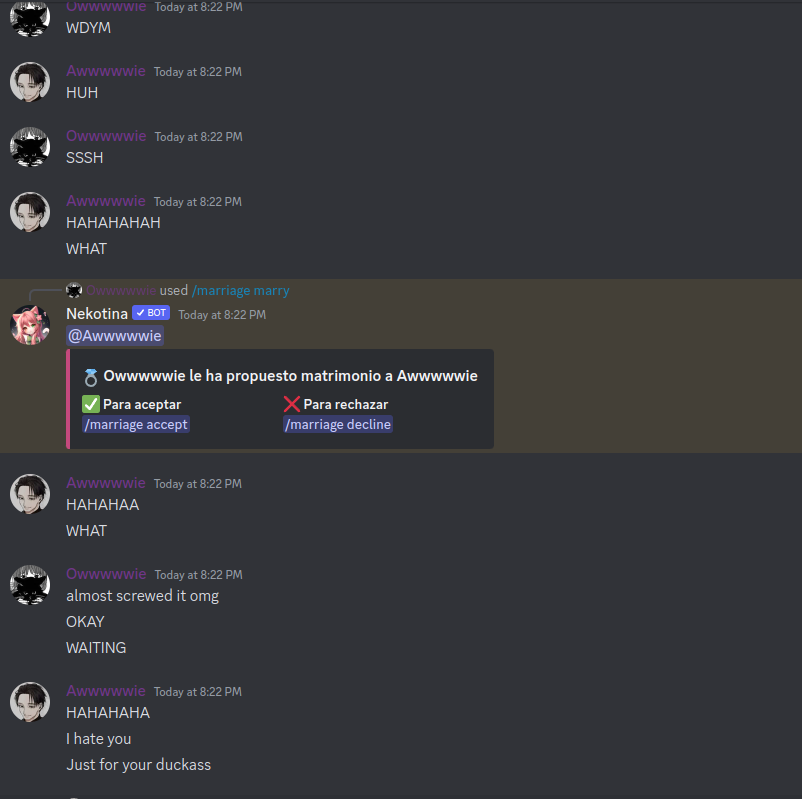 Owwwwwie Today at 8:22 PM
WDYM
Awwwwwie Today at 8:22 PM
HUH
Owwwwwie Today at 8:22 PM
SSSH
Awwwwwie Today at 8:22 PM
HAHAHAHAH
WHAT
Owwwwwie used /marriage marry
Nekotina ✓ BOT Today at 8:22 PM
@Awwwwwie
Owwwwwie le ha propuesto matrimonio a Awwwwwie
Para aceptar Para rechazar
/marriage accept /marriage decline
Awwwwwie Today at 8:22 PM
HAHAHAA
WHAT
Owwwwwie Today at 8:22 PM
almost screwed it omg
OKAY
WAITING
Awwwwwie Today at 8:22 PM
HAHAHAHA
I hate you
Just for your duckass